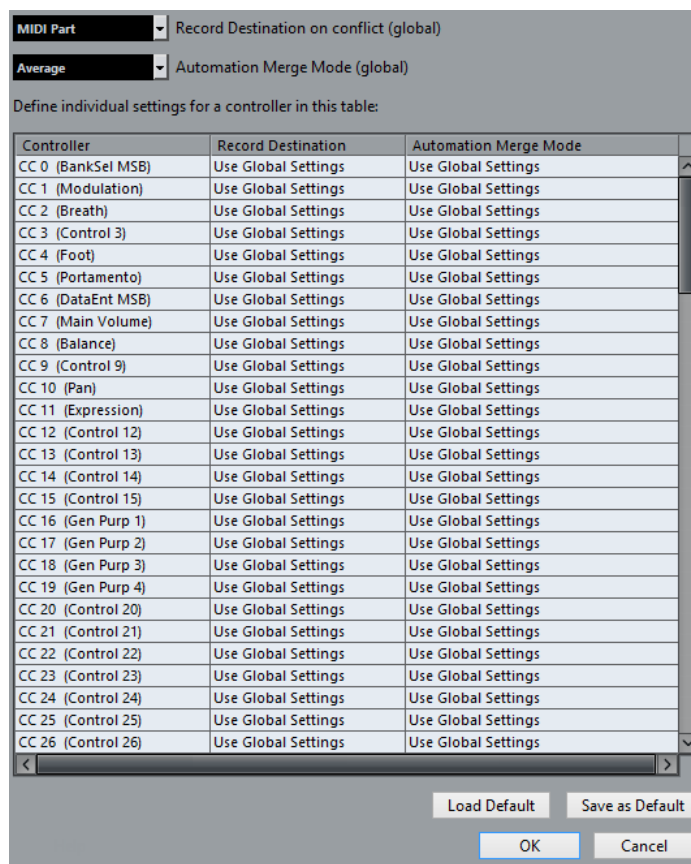 MIDI Part Record Destination on conflict (global)
Average Automation Merge Mode (global)
Define individual settings for a controller in this table:
Controller Record Destination Automation Merge Mode
CC 0 (BankSel MSB) Use Global Settings Use Global Settings
CC 1 (Modulation) Use Global Settings Use Global Settings
CC 2 (Breath) Use Global Settings Use Global Settings
CC 3 (Control 3) Use Global Settings Use Global Settings
CC 4 (Foot) Use Global Settings Use Global Settings
CC 5 (Portamento) Use Global Settings Use Global Settings
CC 6 (DataEnt MSB) Use Global Settings Use Global Settings
CC 7 (Main Volume) Use Global Settings Use Global Settings
CC 8 (Balance) Use Global Settings Use Global Settings
CC 9 (Control 9) Use Global Settings Use Global Settings
CC 10 (Pan) Use Global Settings Use Global Settings
CC 11 (Expression) Use Global Settings Use Global Settings
CC 12 (Control 12) Use Global Settings Use Global Settings
CC 13 (Control 13) Use Global Settings Use Global Settings
CC 14 (Control 14) Use Global Settings Use Global Settings
CC 15 (Control 15) Use Global Settings Use Global Settings
CC 16 (Gen Purp 1) Use Global Settings Use Global Settings
CC 17 (Gen Purp 2) Use Global Settings Use Global Settings
CC 18 (Gen Purp 3) Use Global Settings Use Global Settings
CC 19 (Gen Purp 4) Use Global Settings Use Global Settings
CC 20 (Control 20) Use Global Settings Use Global Settings
CC 21 (Control 21) Use Global Settings Use Global Settings
CC 22 (Control 22) Use Global Settings Use Global Settings
CC 23 (Control 23) Use Global Settings Use Global Settings
CC 24 (Control 24) Use Global Settings Use Global Settings
CC 25 (Control 25) Use Global Settings Use Global Settings
CC 26 (Control 26) Use Global Settings Use Global Settings
Load Default Save as Default
OK Cancel